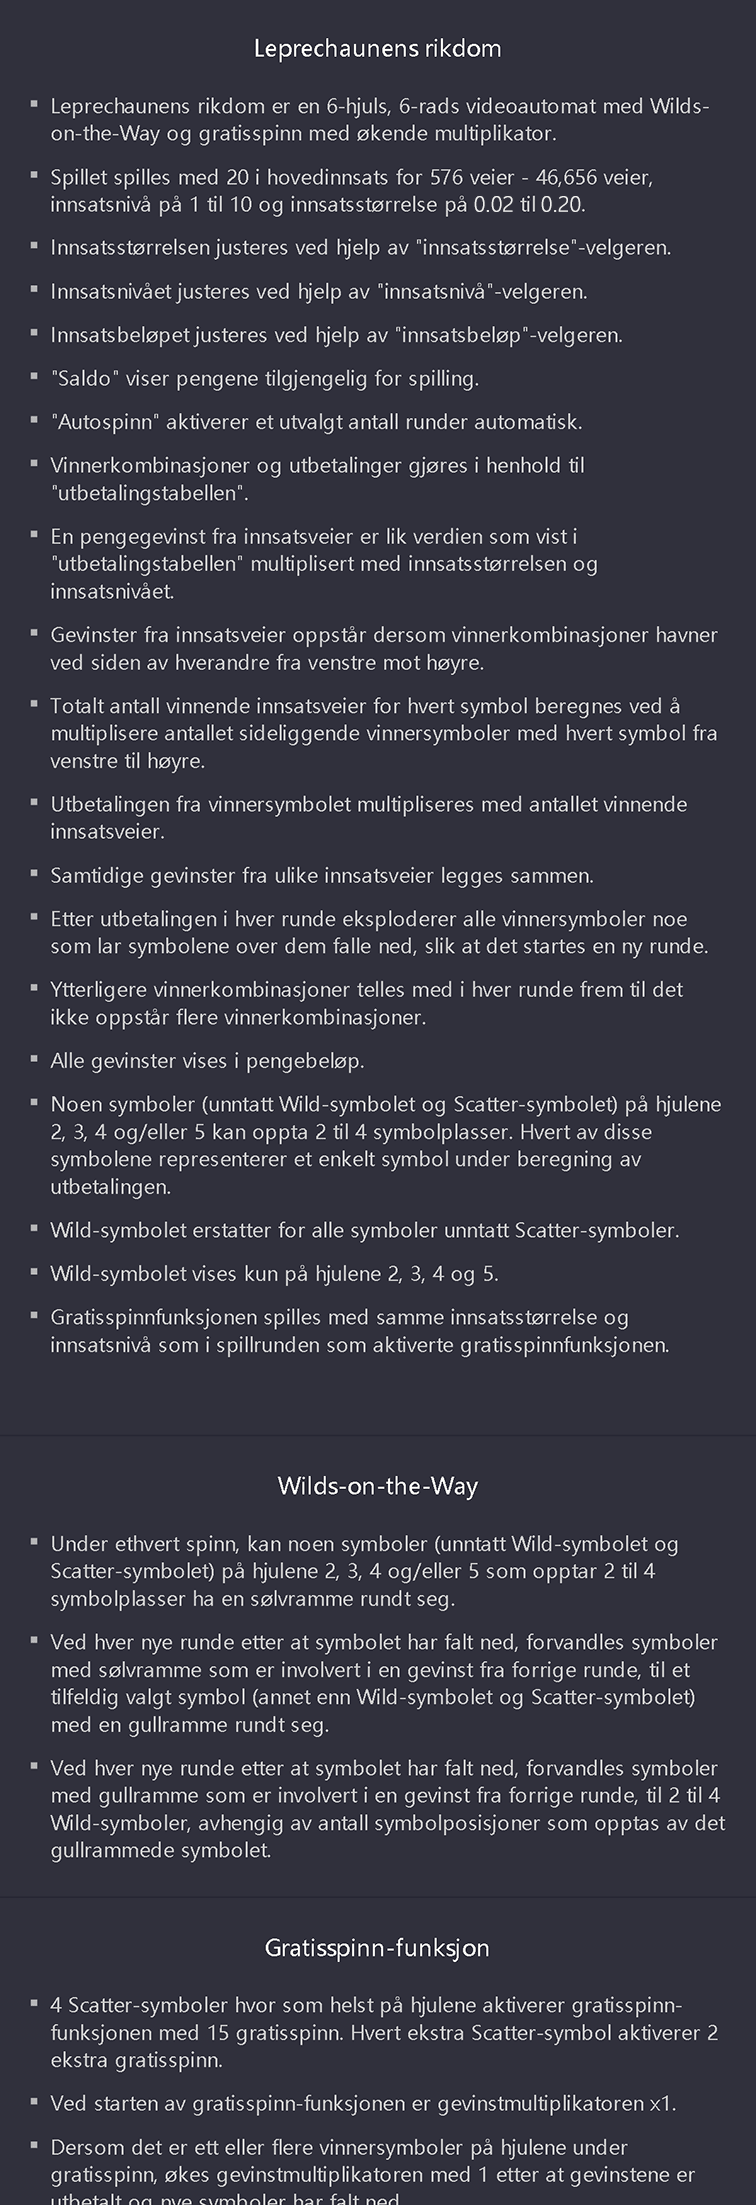 Leprechaunens rikdom
▪ Leprechaunens rikdom er en 6-hjuls, 6-rads videoautomat med Wilds-
on-the-Way og gratisspinn med økende multiplikator.
▪ Spillet spilles med 20 i hovedinnsats for 576 veier - 46,656 veier,
innsatsnivå på 1 til 10 og innsatsstørrelse på 0.02 til 0.20.
▪ Innsatsstørrelsen justeres ved hjelp av "innsatsstørrelse"-velgeren.
▪ Innsatsnivået justeres ved hjelp av "innsatsnivå"-velgeren.
▪ Innsatsbeløpet justeres ved hjelp av "innsatsbeløp"-velgeren.
▪ "Saldo" viser pengene tilgjengelig for spilling.
▪ "Autospinn" aktiverer et utvalgt antall runder automatisk.
▪ Vinnerkombinasjoner og utbetalinger gjøres i henhold til
"utbetalingstabellen".
▪ En pengegevinst fra innsatsveier er lik verdien som vist i
"utbetalingstabellen" multiplisert med innsatsstørrelsen og
innsatsnivået.
▪ Gevinster fra innsatsveier oppstår dersom vinnerkombinasjoner havner
ved siden av hverandre fra venstre mot høyre.
▪ Totalt antall vinnende innsatsveier for hvert symbol beregnes ved å
multiplisere antallet sideliggende vinnersymboler med hvert symbol fra
venstre til høyre.
▪ Utbetalingen fra vinnersymbolet multipliseres med antallet vinnende
innsatsveier.
▪ Samtidige gevinster fra ulike innsatsveier legges sammen.
▪ Etter utbetalingen i hver runde eksploderer alle vinnersymboler noe
som lar symbolene over dem falle ned, slik at det startes en ny runde.
▪ Ytterligere vinnerkombinasjoner telles med i hver runde frem til det
ikke oppstår flere vinnerkombinasjoner.
▪ Alle gevinster vises i pengebeløp.
▪ Noen symboler (unntatt Wild-symbolet og Scatter-symbolet) på hjulene
2, 3, 4 og/eller 5 kan oppta 2 til 4 symbolplasser. Hvert av disse
symbolene representerer et enkelt symbol under beregning av
utbetalingen.
▪ Wild-symbolet erstatter for alle symboler unntatt Scatter-symboler.
▪ Wild-symbolet vises kun på hjulene 2, 3, 4 og 5.
▪ Gratisspinnfunksjonen spilles med samme innsatsstørrelse og
innsatsnivå som i spillrunden som aktiverte gratisspinnfunksjonen.
Wilds-on-the-Way
▪ Under ethvert spinn, kan noen symboler (unntatt Wild-symbolet og
Scatter-symbolet) på hjulene 2, 3, 4 og/eller 5 som opptar 2 til 4
symbolplasser ha en sølvramme rundt seg.
▪ Ved hver nye runde etter at symbolet har falt ned, forvandles symboler
med sølvramme som er involvert i en gevinst fra forrige runde, til et
tilfeldig valgt symbol (annet enn Wild-symbolet og Scatter-symbolet)
med en gullramme rundt seg.
▪ Ved hver nye runde etter at symbolet har falt ned, forvandles symboler
med gullramme som er involvert i en gevinst fra forrige runde, til 2 til 4
Wild-symboler, avhengig av antall symbolposisjoner som opptas av det
gullrammede symbolet.
Gratisspinn-funksjon
▪ 4 Scatter-symboler hvor som helst på hjulene aktiverer gratisspinn-
funksjonen med 15 gratisspinn. Hvert ekstra Scatter-symbol aktiverer 2
ekstra gratisspinn.
▪ Ved starten av gratisspinn-funksjonen er gevinstmultiplikatoren x1.
▪ Dersom det er ett eller flere vinnersymboler på hjulene under
gratisspinn, økes gevinstmultiplikatoren med 1 etter at gevinstene er
utbetalt og nye symboler har falt ned.